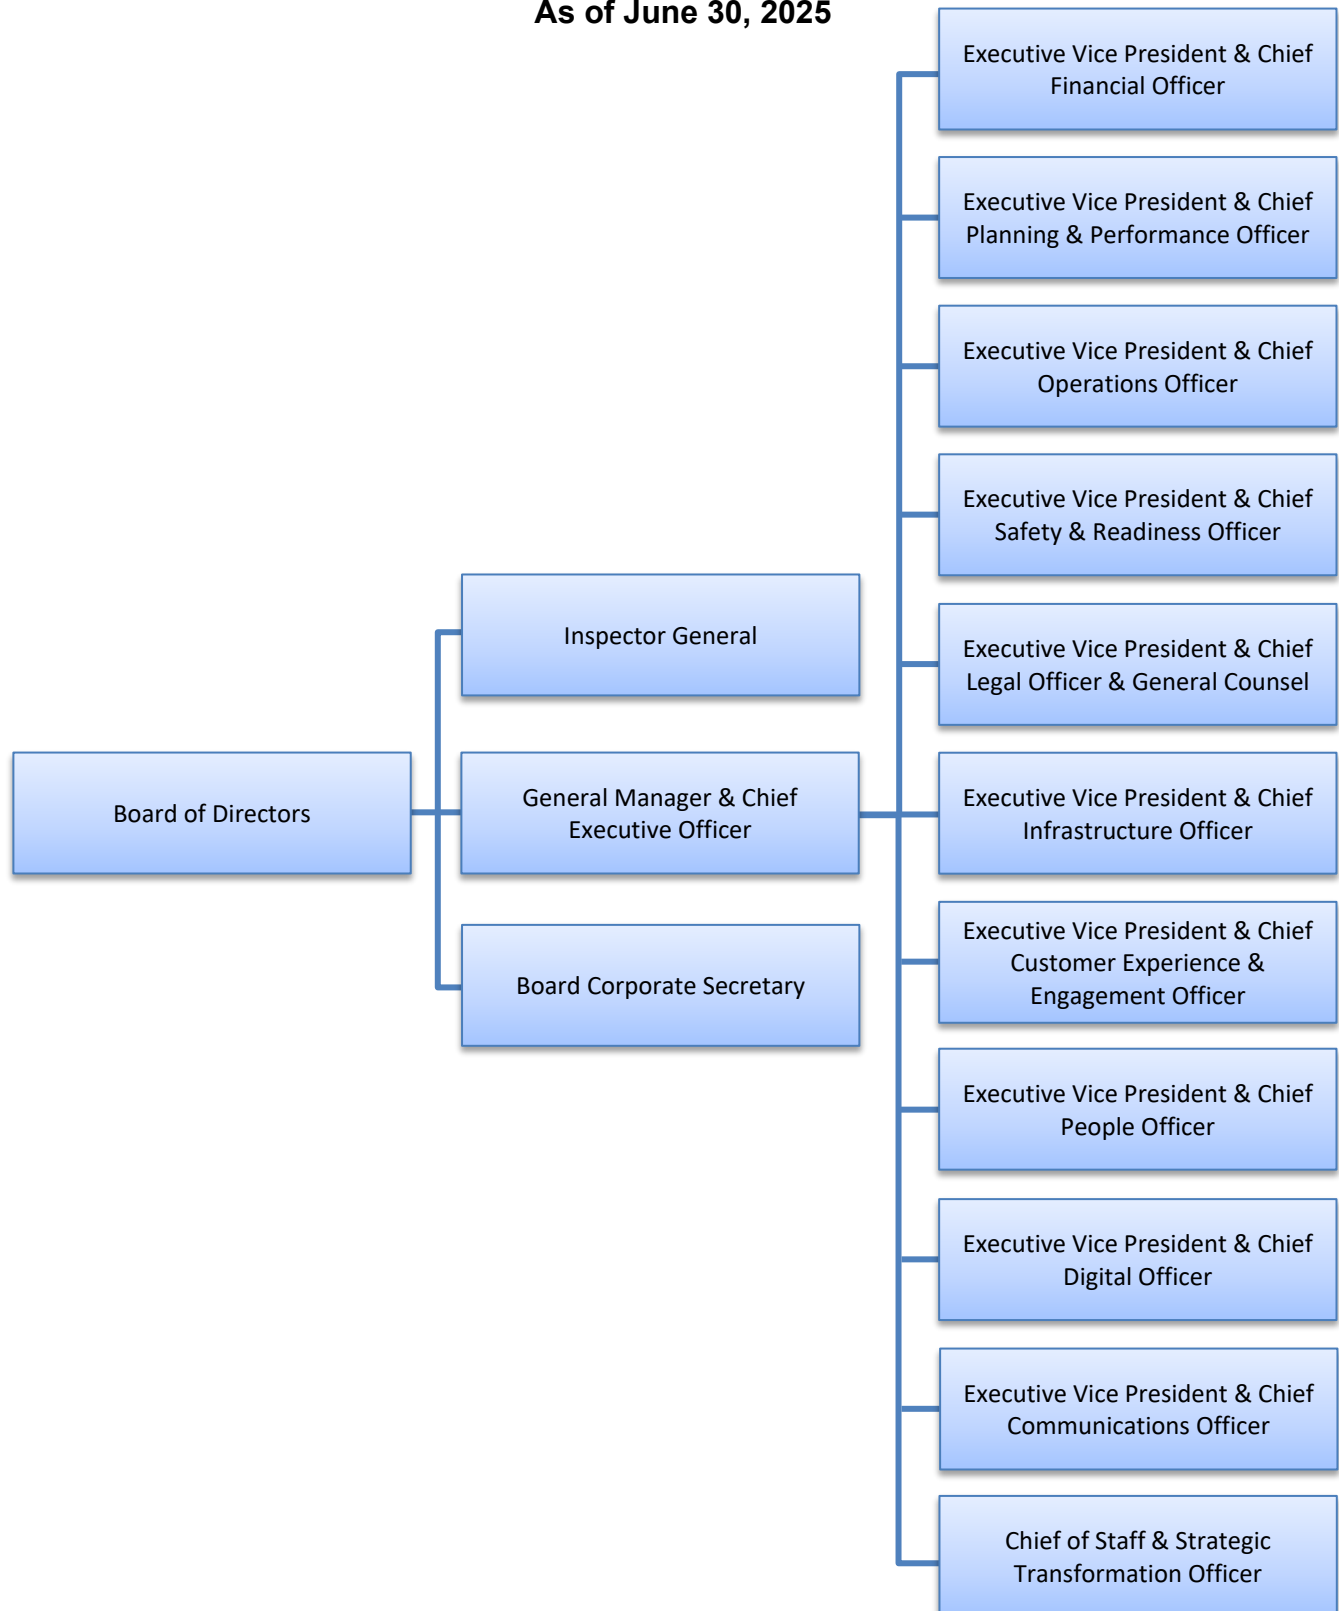 As of June 30, 2025
Executive Vice President & Chief
Financial Officer
Executive Vice President & Chief
Planning & Performance Officer
Executive Vice President & Chief
Operations Officer
Executive Vice President & Chief
Safety & Readiness Officer
Inspector General
Executive Vice President & Chief
Legal Officer & General Counsel
Board of Directors
General Manager & Chief
Executive Officer
Executive Vice President & Chief
Infrastructure Officer
Board Corporate Secretary
Executive Vice President & Chief
Customer Experience &
Engagement Officer
Executive Vice President & Chief
People Officer
Executive Vice President & Chief
Digital Officer
Executive Vice President & Chief
Communications Officer
Chief of Staff & Strategic
Transformation Officer